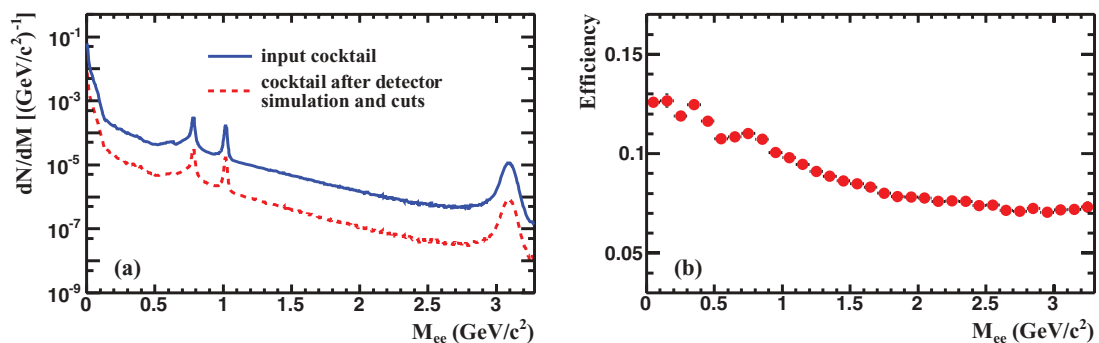 dN/dM [(GeV/c²)⁻¹]
10⁻¹
10⁻³
10⁻⁵
10⁻⁷
10⁻⁹
input cocktail
cocktail after detector
simulation and cuts
(a)
0 0.5 1 1.5 2 2.5 3
M_ee (GeV/c²)
Efficiency
0.15
0.1
0.05
(b)
0 0.5 1 1.5 2 2.5 3
M_ee (GeV/c²)